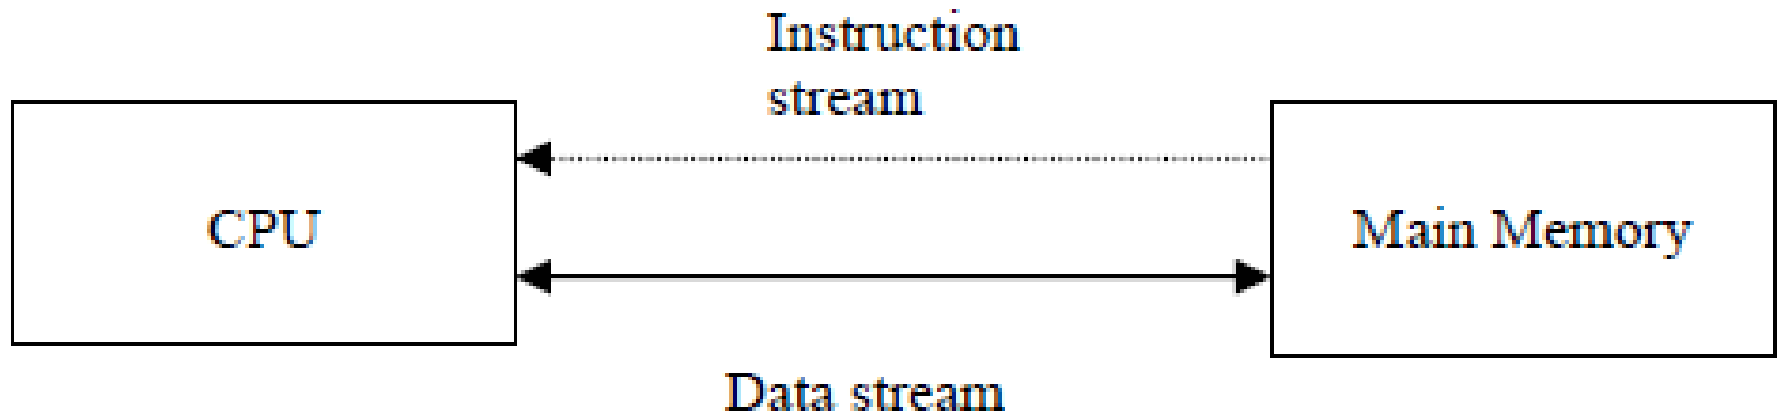 Instruction
stream
CPU
Main Memory
Data stream